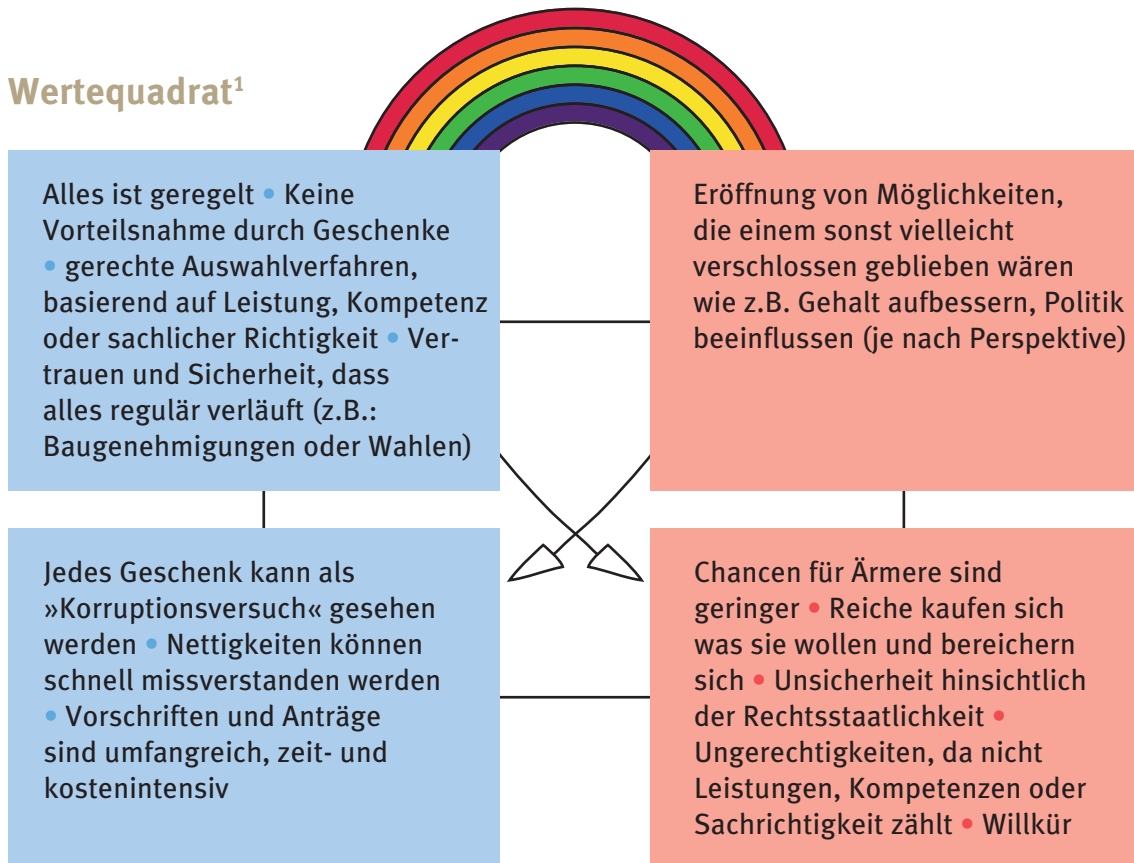 Wertequadrat¹
Alles ist geregelt • Keine
Vorteilsnahme durch Geschenke
• gerechte Auswahlverfahren,
basierend auf Leistung, Kompetenz
oder sachlicher Richtigkeit • Ver-
trauen und Sicherheit, dass
alles regulär verläuft (z.B.:
Baugenehmigungen oder Wahlen)
Eröffnung von Möglichkeiten,
die einem sonst vielleicht
verschlossen geblieben wären
wie z.B. Gehalt aufbessern, Politik
beeinflussen (je nach Perspektive)
Jedes Geschenk kann als
»Korruptionsversuch« gesehen
werden • Nettigkeiten können
schnell missverstanden werden
• Vorschriften und Anträge
sind umfangreich, zeit- und
kostenintensiv
Chancen für Ärmere sind
geringer • Reiche kaufen sich
was sie wollen und bereichern
sich • Unsicherheit hinsichtlich
der Rechtsstaatlichkeit •
Ungerechtigkeiten, da nicht
Leistungen, Kompetenzen oder
Sachrichtigkeit zählt • Willkür